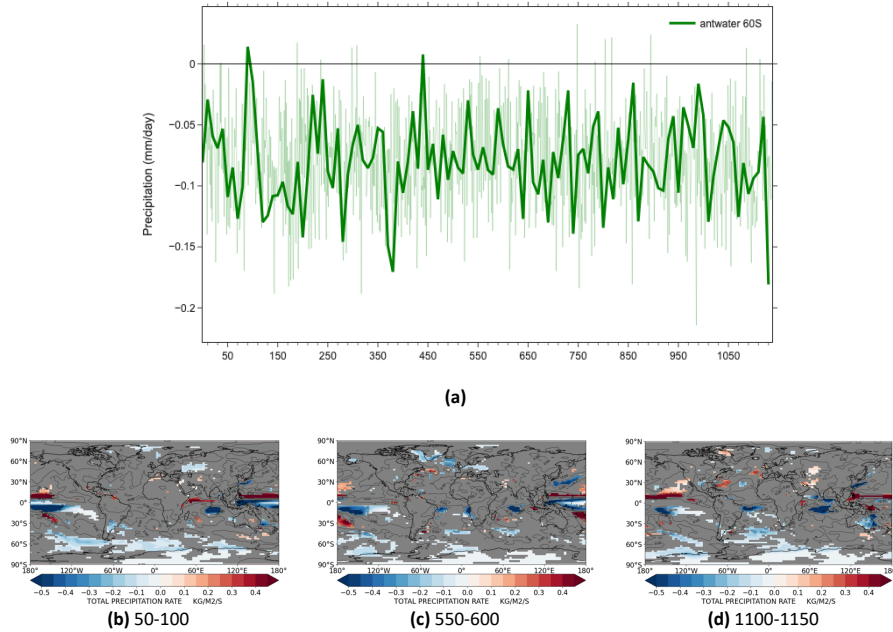 antwater 60S
0
−0.05
−0.1
−0.15
−0.2
Precipitation (mm/day)
50 150 250 350 450 550 650 750 850 950 1050
(a)
90°N
60°N
30°N
0°
30°S
60°S
90°S
180° 120°W 60°W 0° 60°E 120°E 180°
−0.5 −0.4 −0.3 −0.2 −0.1 0.0 0.1 0.2 0.3 0.4
TOTAL PRECIPITATION RATE KG/M2/S
(b) 50-100
90°N
60°N
30°N
0°
30°S
60°S
90°S
180° 120°W 60°W 0° 60°E 120°E 180°
−0.5 −0.4 −0.3 −0.2 −0.1 0.0 0.1 0.2 0.3 0.4
TOTAL PRECIPITATION RATE KG/M2/S
(c) 550-600
90°N
60°N
30°N
0°
30°S
60°S
90°S
180° 120°W 60°W 0° 60°E 120°E 180°
−0.5 −0.4 −0.3 −0.2 −0.1 0.0 0.1 0.2 0.3 0.4
TOTAL PRECIPITATION RATE KG/M2/S
(d) 1100-1150